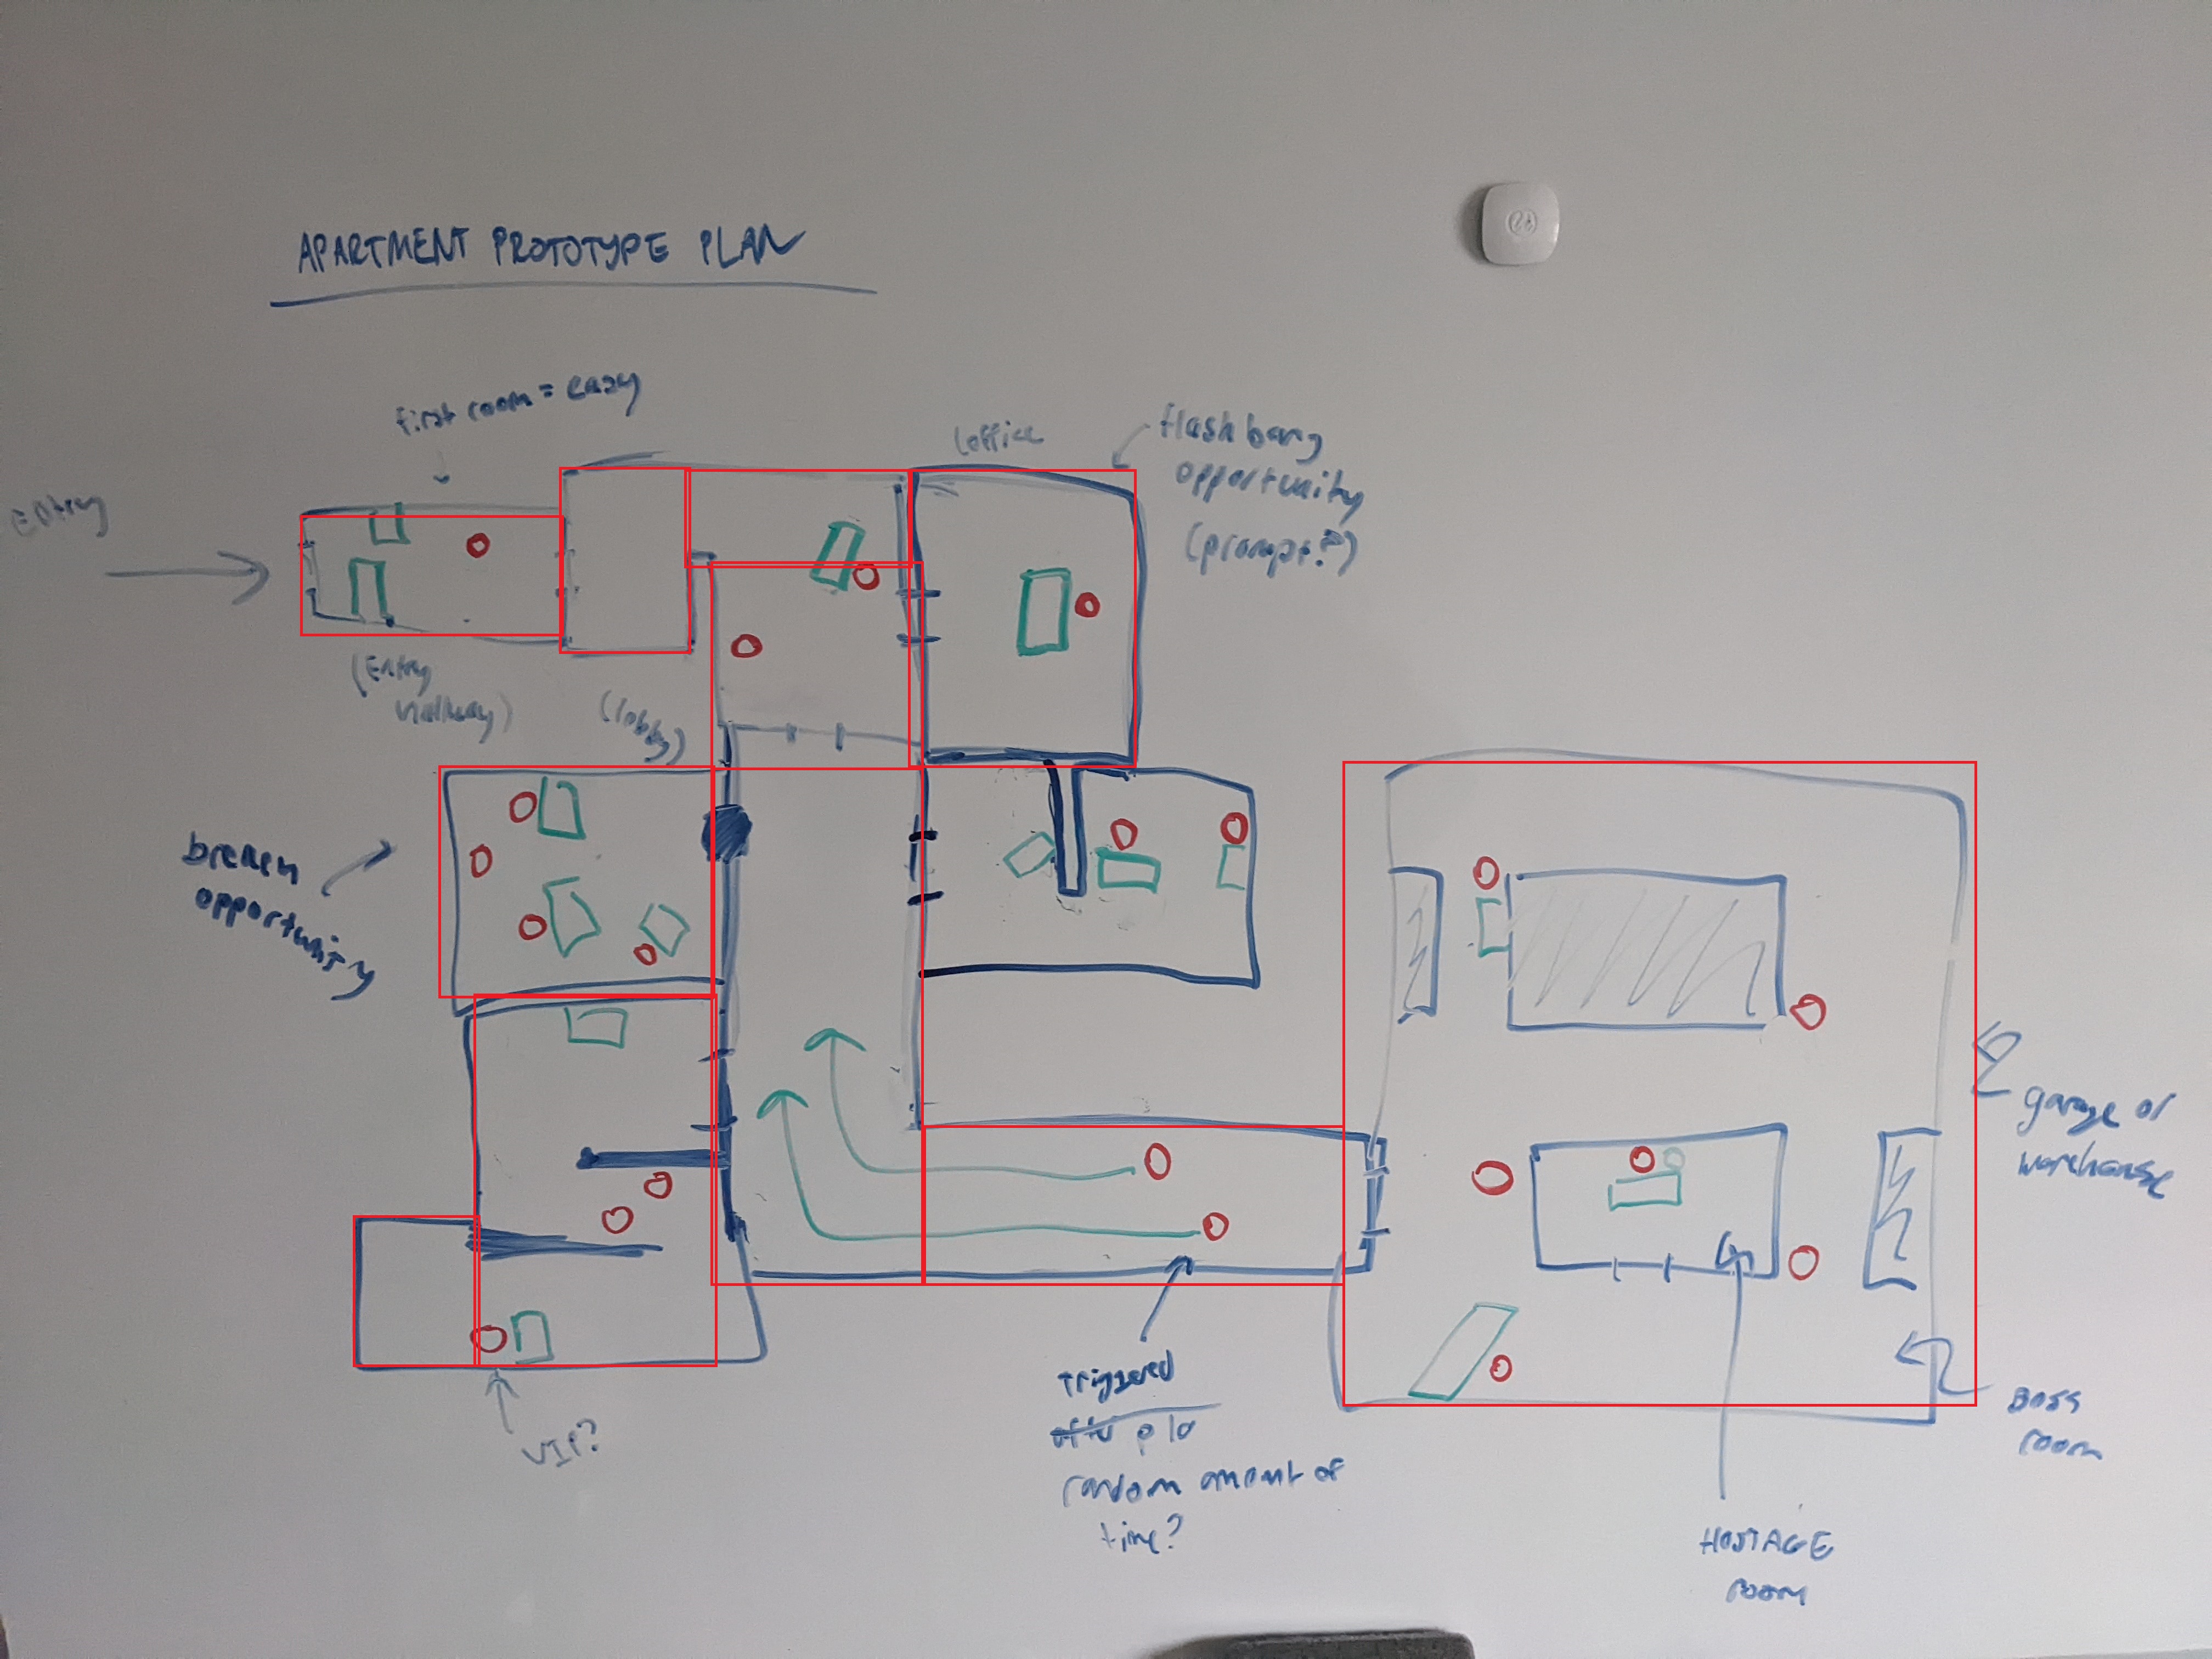 APARTMENT PROTOTYPE PLAN
first room = easy
Entry
(Entry
hallway)
(lobby)
(office
flash bang
opportunity
(prompt?)
breach
opportunity
garage or
warehouse
Boss
room
HOSTAGE
room
Triggered
random amount of
time?
VIP?